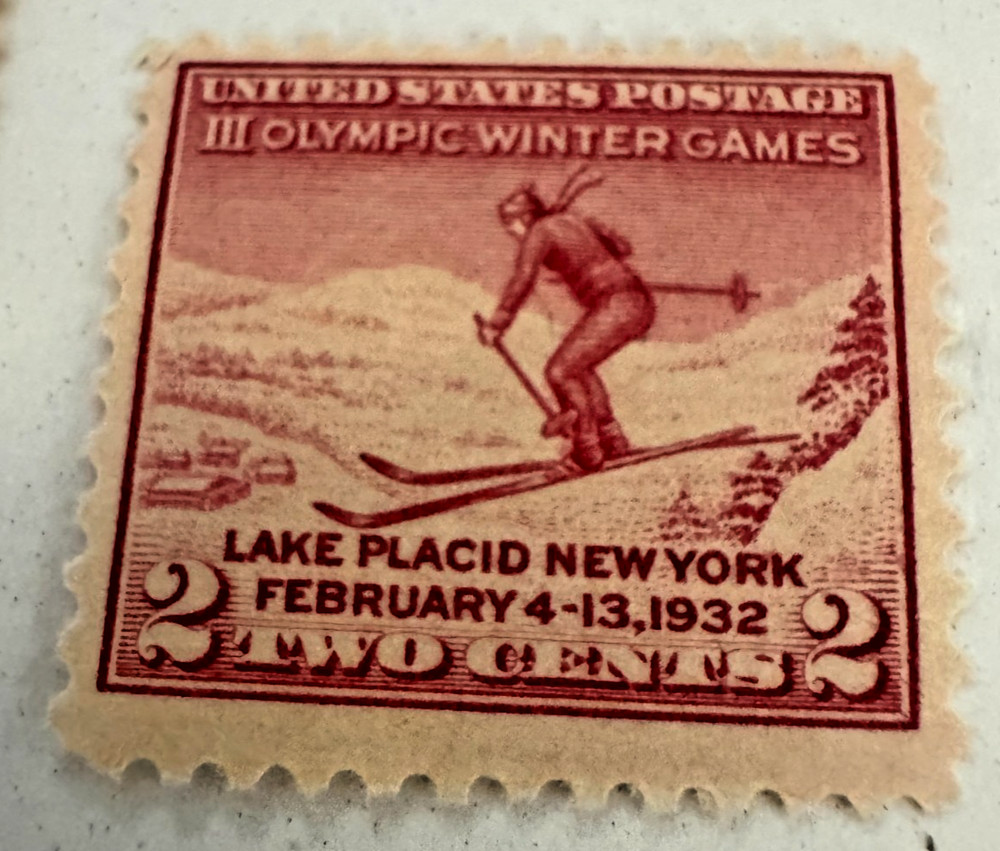 UNITED STATES POSTAGE
III OLYMPIC WINTER GAMES
LAKE PLACID NEW YORK
FEBRUARY 4-13, 1932
2 TWO CENTS 2